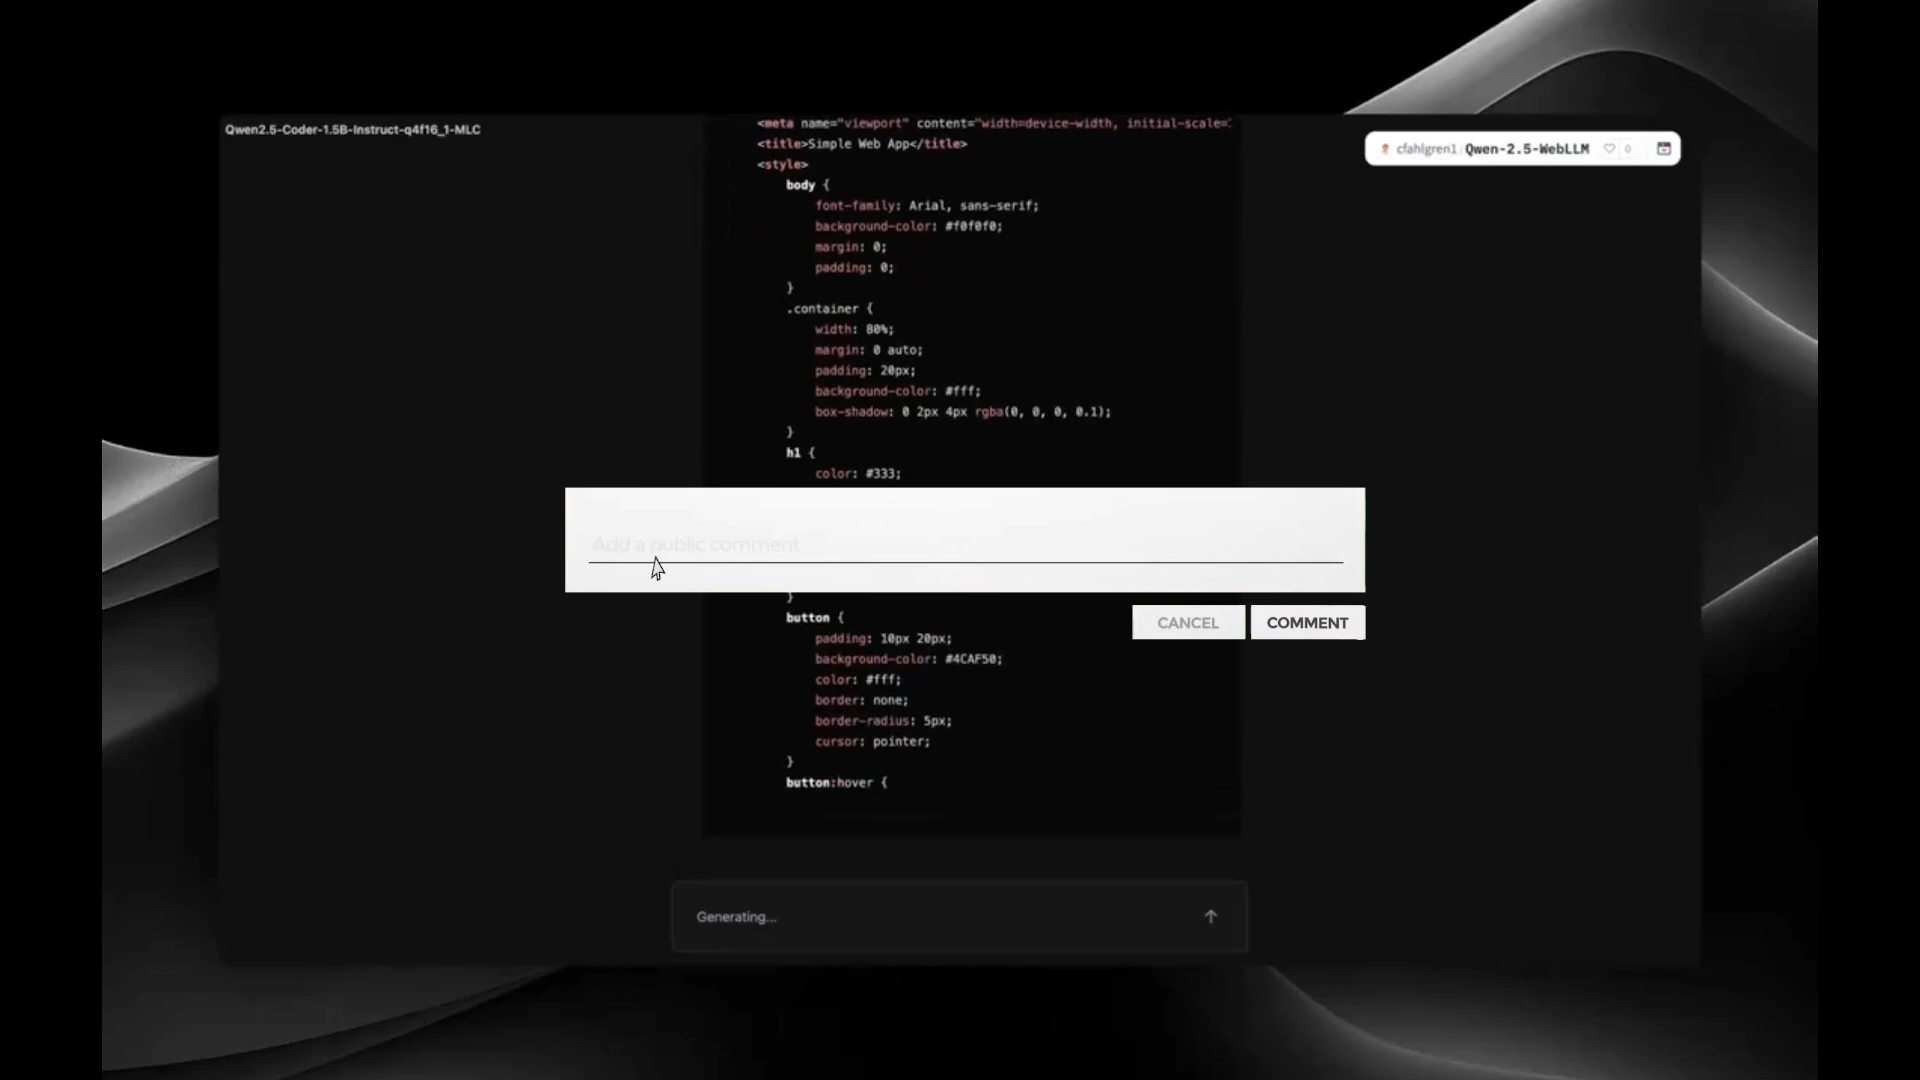 Qwen2.5-Coder-1.5B-Instruct-q4f16_1-MLC
cfahlgren1/Qwen-2.5-WebLLM 0
<meta name="viewport" content="width=device-width, initial-scale=
<title>Simple Web App</title>
<style>
body {
font-family: Arial, sans-serif;
background-color: #f0f0f0;
margin: 0;
padding: 0;
}
.container {
width: 80%;
margin: 0 auto;
padding: 20px;
background-color: #fff;
box-shadow: 0 2px 4px rgba(0, 0, 0, 0.1);
}
h1 {
color: #333;
Add a public comment
CANCEL COMMENT
}
button {
padding: 10px 20px;
background-color: #4CAF50;
color: #fff;
border: none;
border-radius: 5px;
cursor: pointer;
}
button:hover {
Generating...